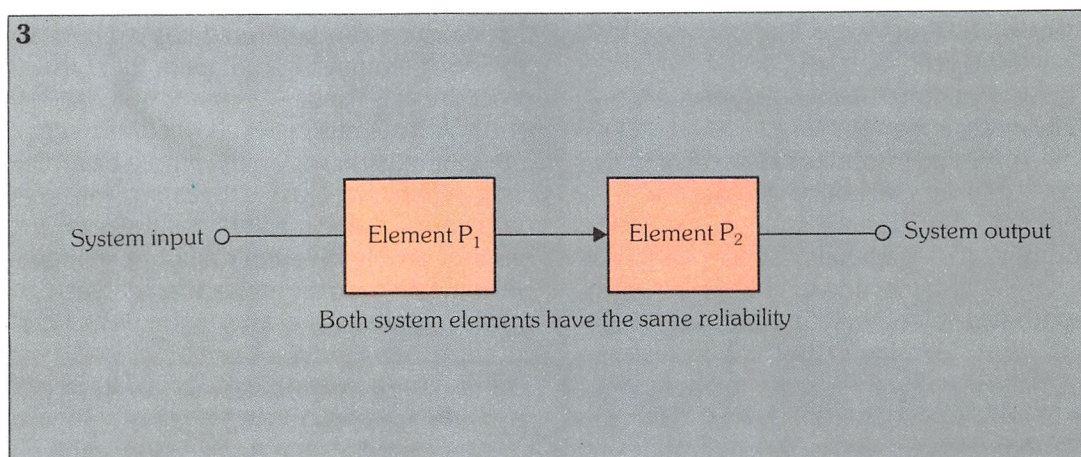 3
System input
Element P₁
Element P₂
System output
Both system elements have the same reliability